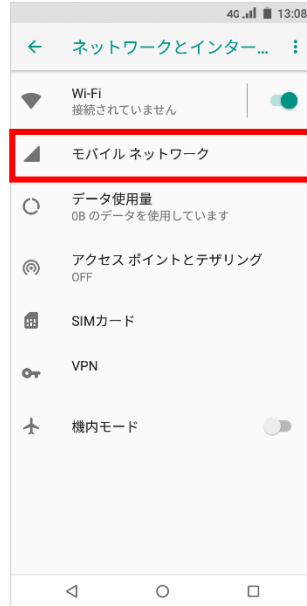 4G 13:08
ネットワークとインター...
Wi-Fi
接続されていません
モバイル ネットワーク
データ使用量
0B のデータを使用しています
アクセス ポイントとテザリング
OFF
SIMカード
VPN
機内モード